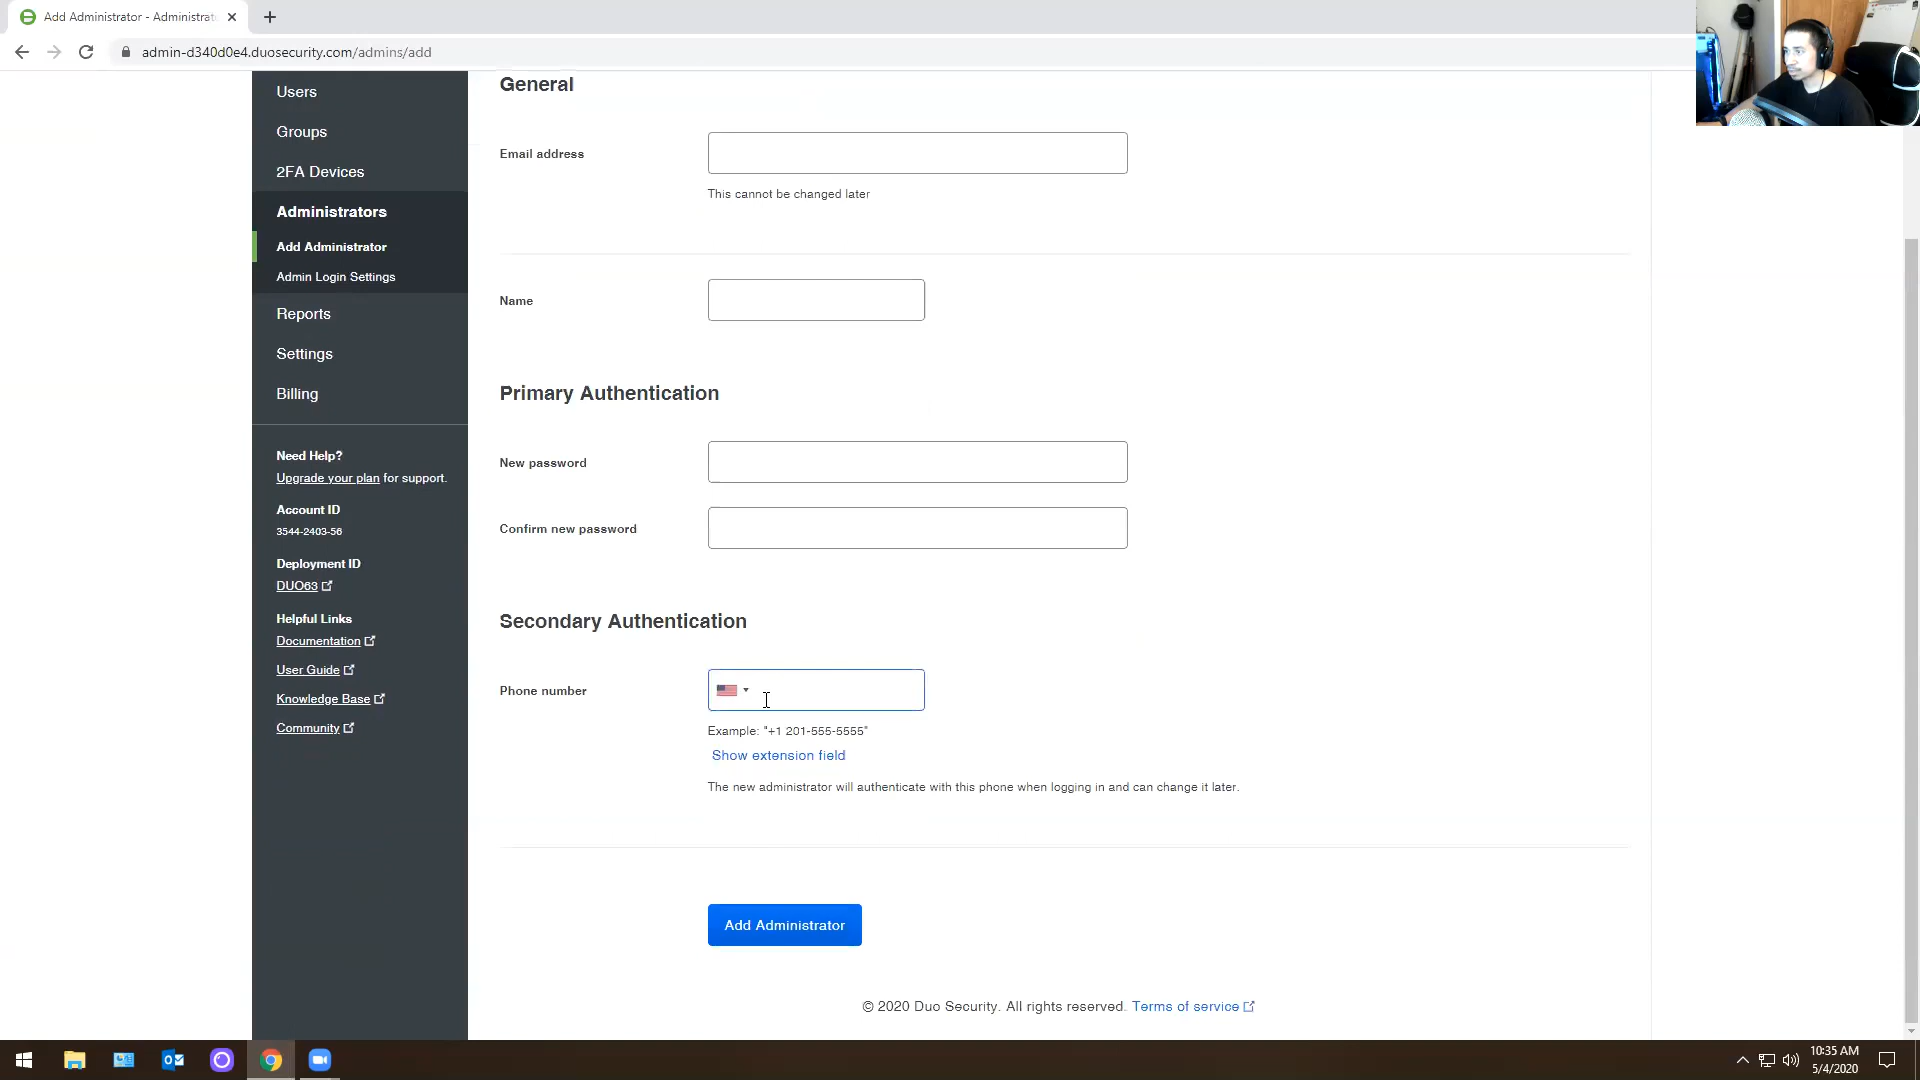 Add Administrator - Administrat
admin-d340d0e4.duosecurity.com/admins/add
Users
Groups
2FA Devices
Administrators
Add Administrator
Admin Login Settings
Reports
Settings
Billing
Need Help?
Upgrade your plan for support.
Account ID
3544-2403-56
Deployment ID
DUO63
Helpful Links
Documentation
User Guide
Knowledge Base
Community
General
Email address
This cannot be changed later
Name
Primary Authentication
New password
Confirm new password
Secondary Authentication
Phone number
Example: "+1 201-555-5555"
Show extension field
The new administrator will authenticate with this phone when logging in and can change it later.
Add Administrator
© 2020 Duo Security. All rights reserved. Terms of service
10:35 AM
5/4/2020